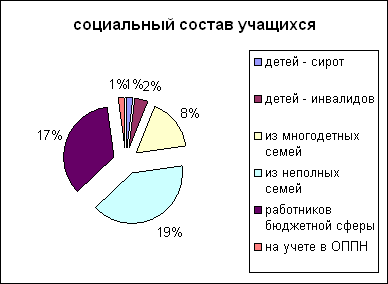 социальный состав учащихся
1%
1%
2%
8%
19%
17%
детей - сирот
детей - инвалидов
из многодетных
семей
из неполных
семей
работников
бюджетной сферы
на учете в ОППН